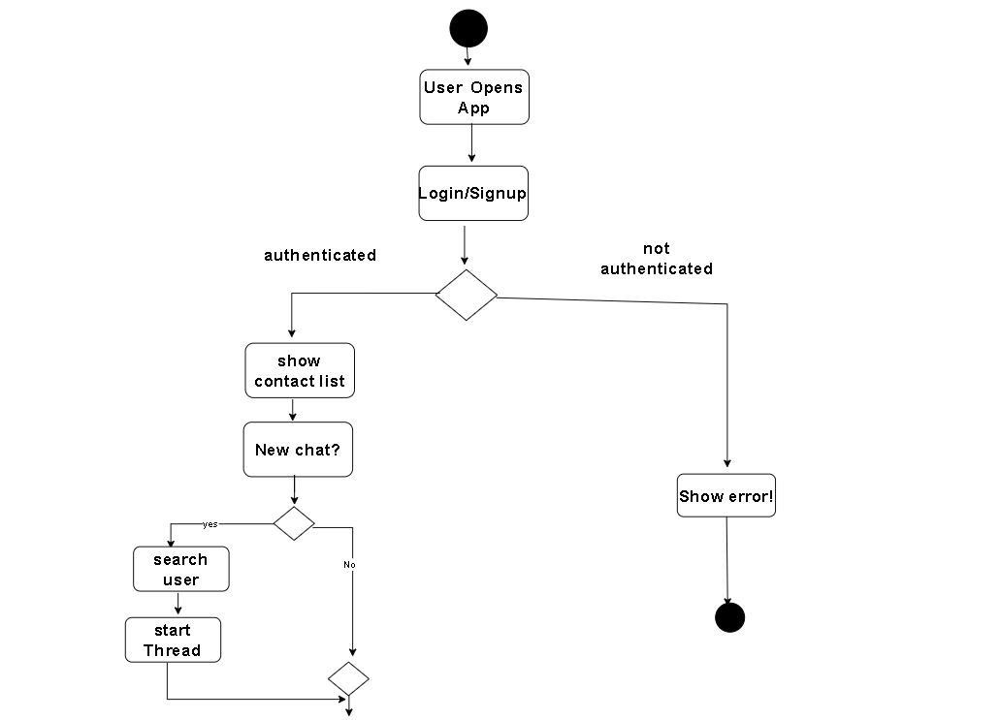 User Opens
App
Login/Signup
authenticated
not
authenticated
show
contact list
New chat?
Show error!
yes
No
search
user
start
Thread